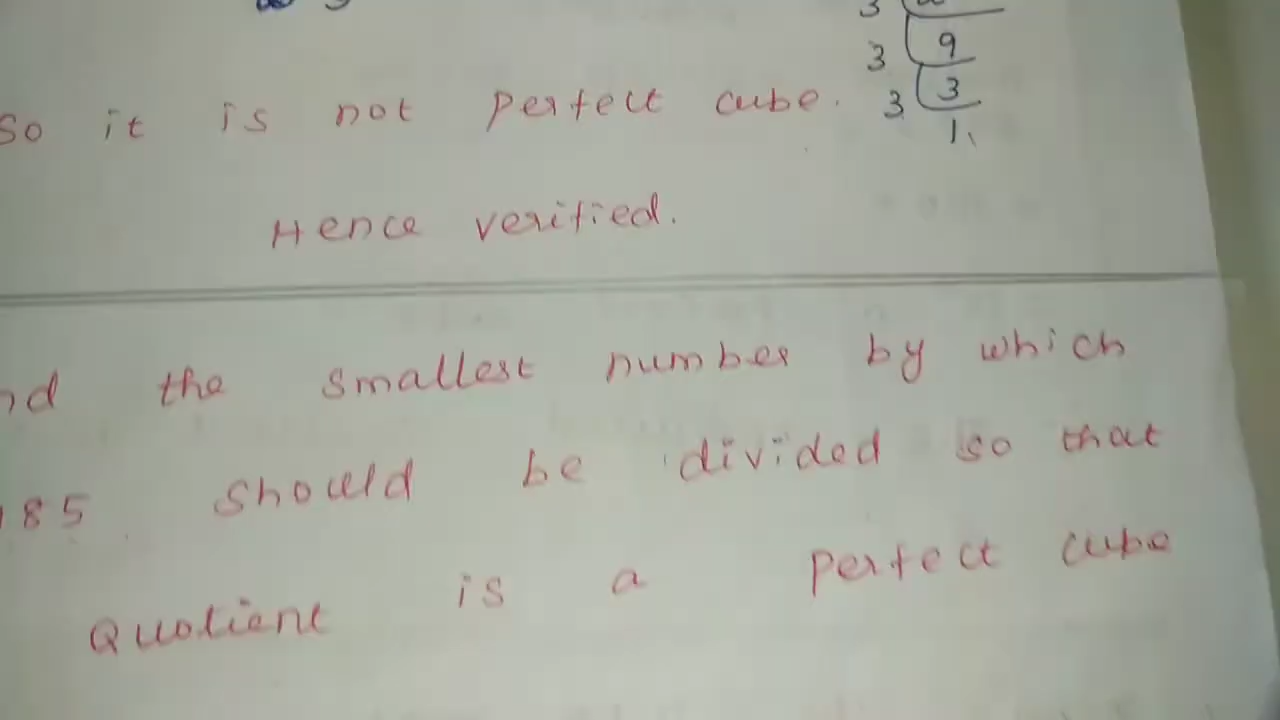 3
3 9
So it is not perfect cube. 3 3
1
Hence verified.
the smallest number by which
85 should be divided so that
Quotient is a perfect cube